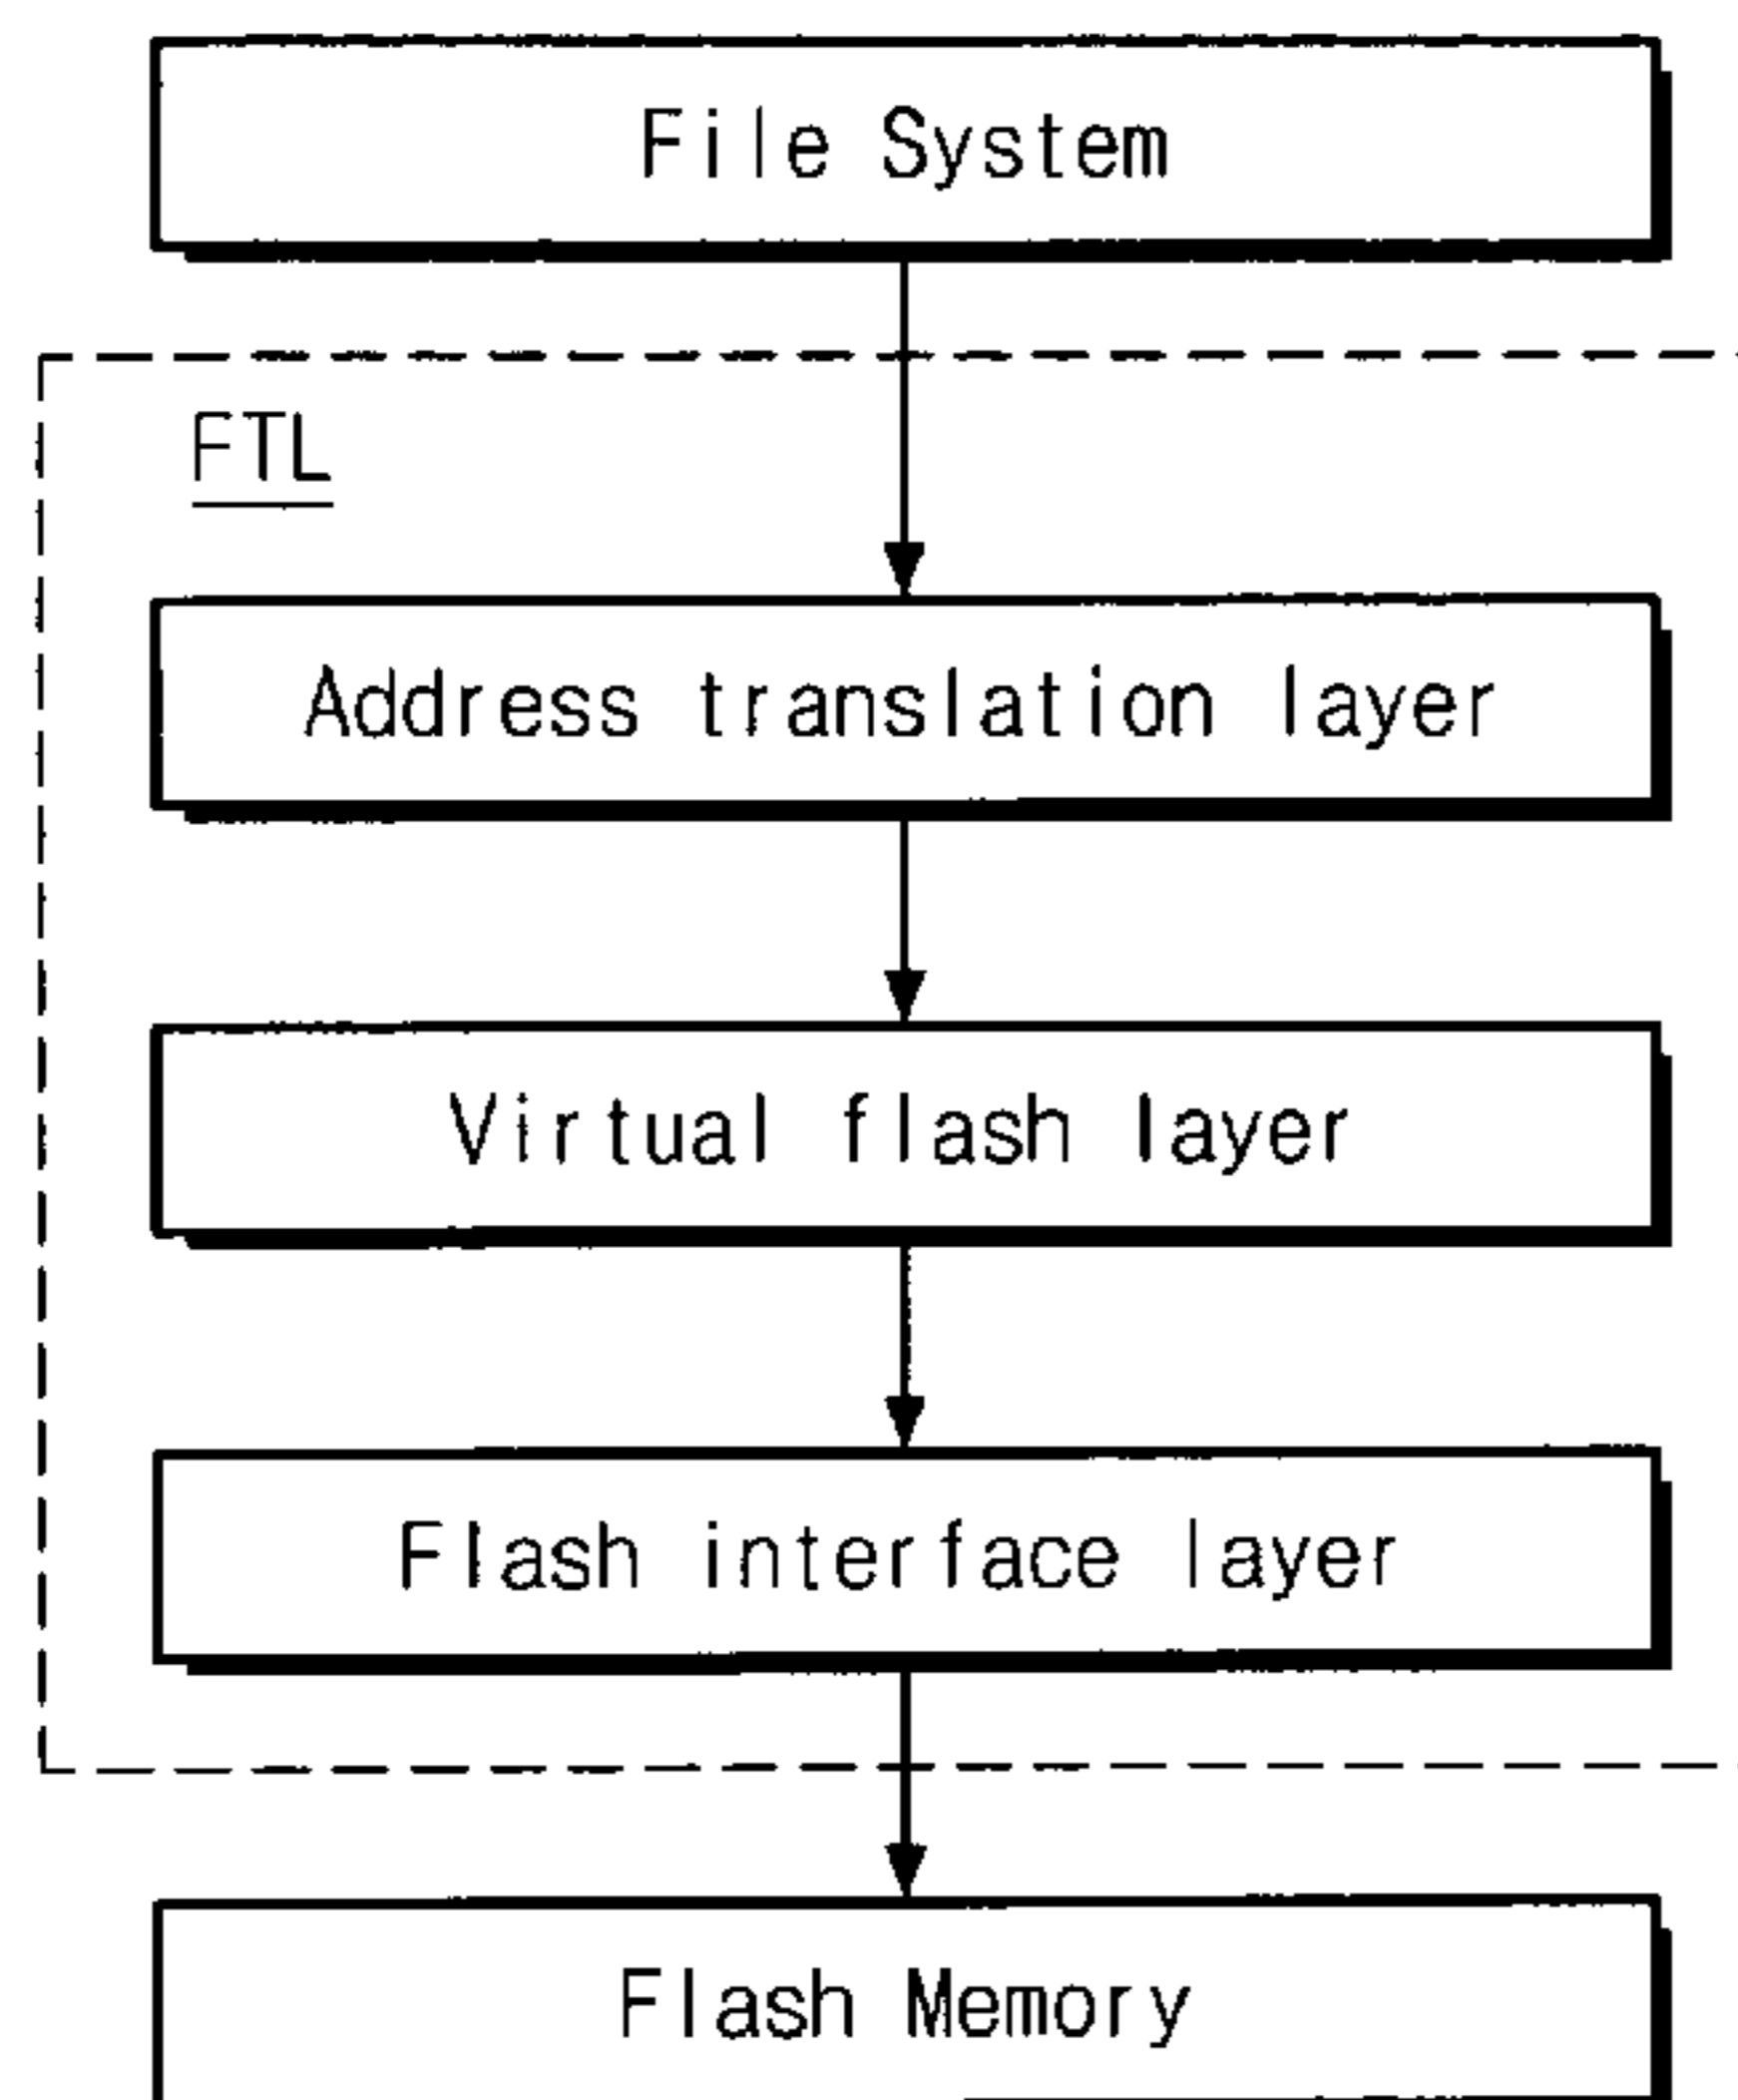 File System
FTL
Address translation layer
Virtual flash layer
Flash interface layer
Flash Memory